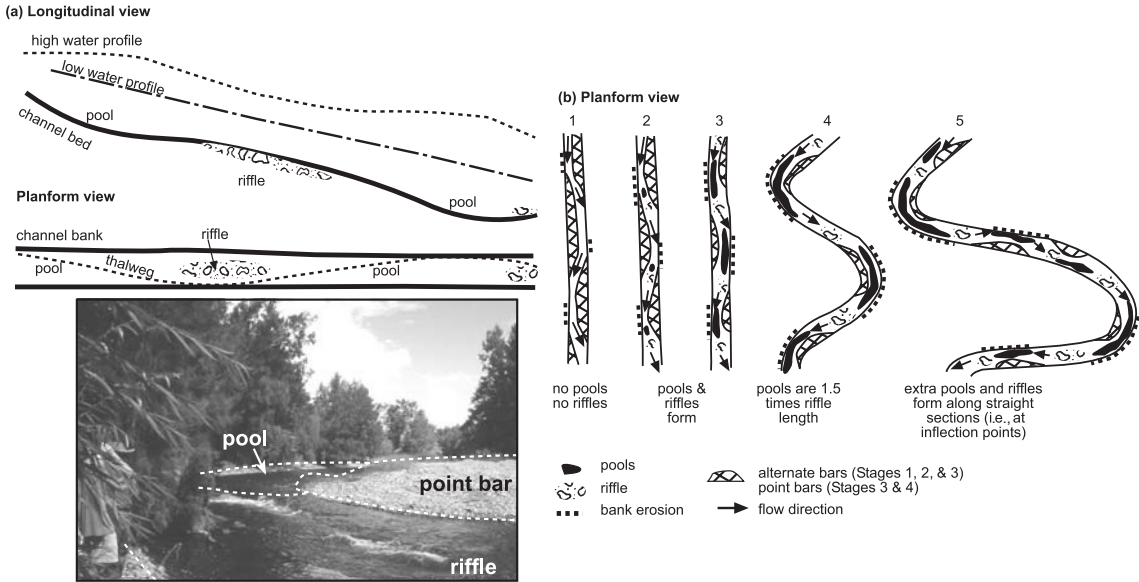 (a) Longitudinal view
high water profile
low water profile
pool
channel bed
riffle
pool
Planform view
channel bank
riffle
pool
thalweg
pool
pool
point bar
riffle
(b) Planform view
1 2 3 4 5
no pools
no riffles
pools &
riffles
form
pools are 1.5
times riffle
length
extra pools and riffles
form along straight
sections (i.e., at
inflection points)
pools
riffle
bank erosion
alternate bars (Stages 1, 2, & 3)
point bars (Stages 3 & 4)
flow direction